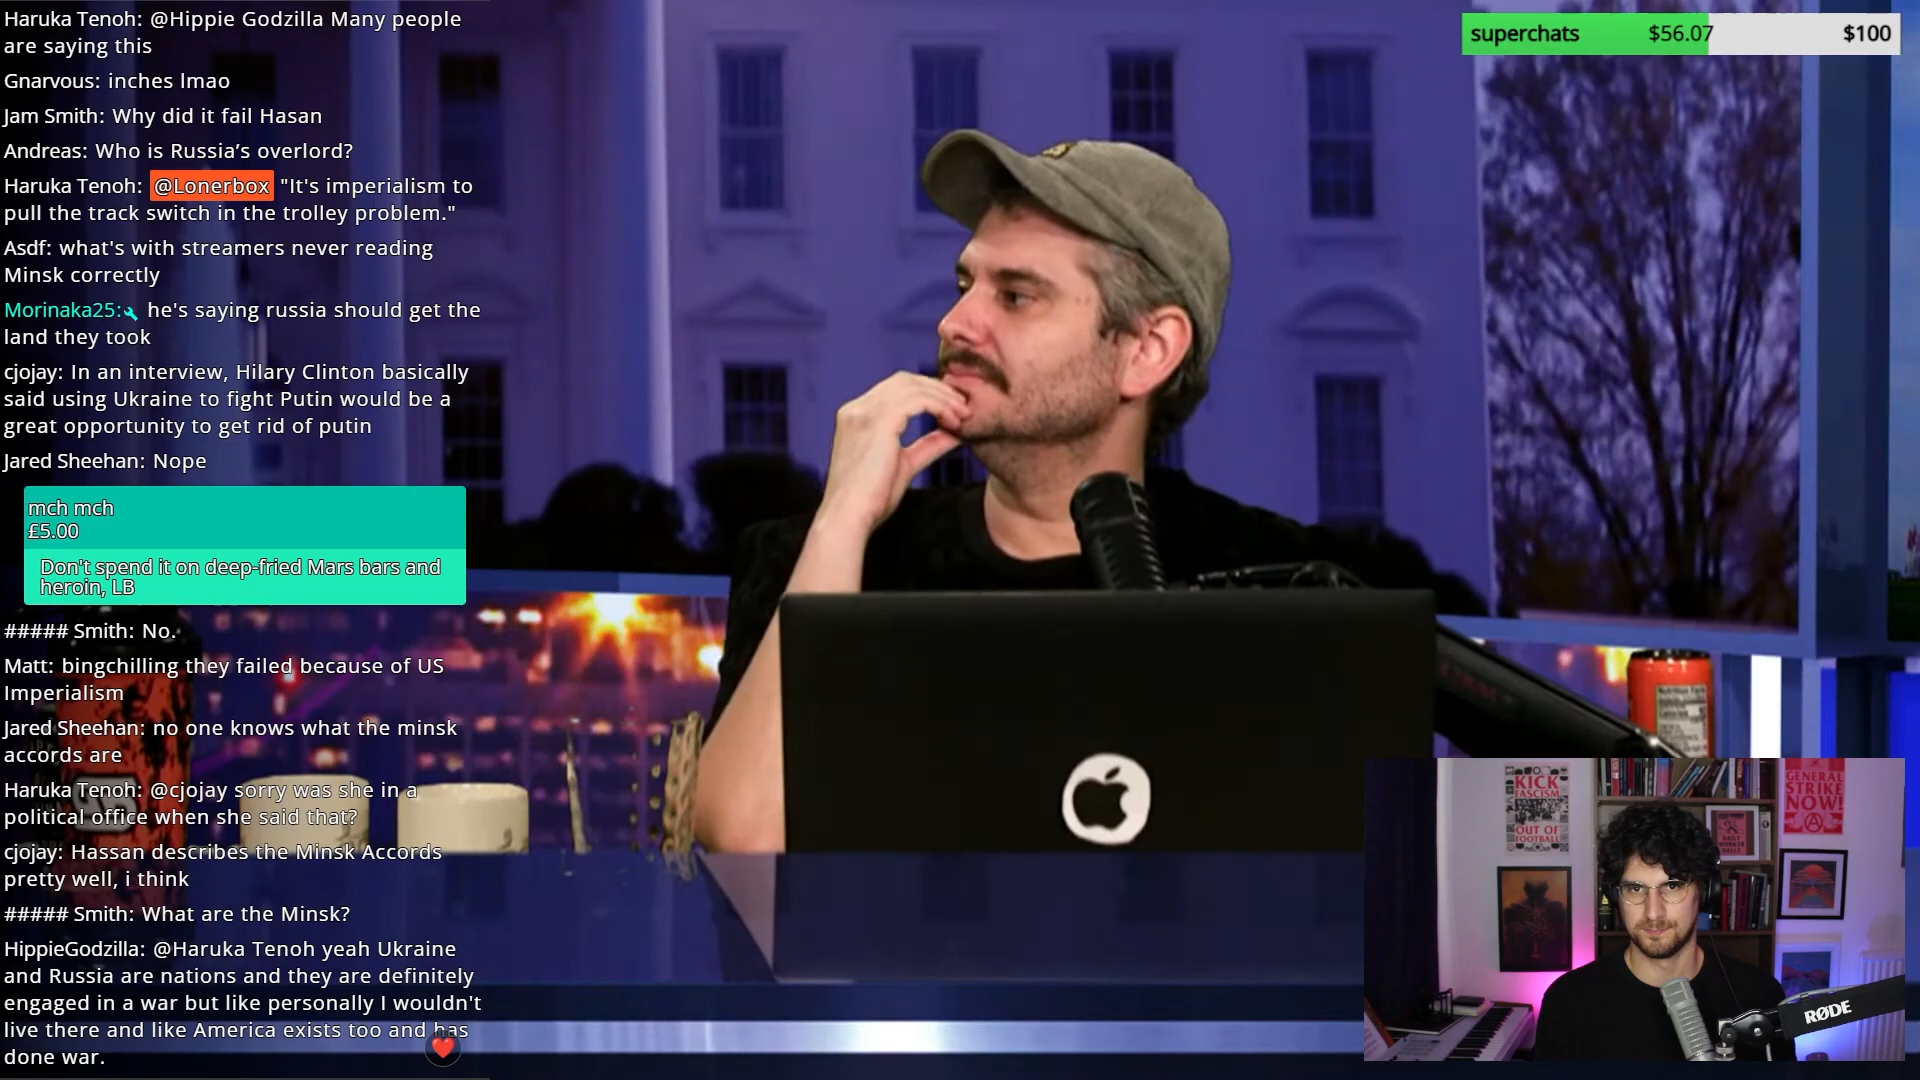 Haruka Tenoh: @Hippie Godzilla Many people
are saying this
Gnarvous: inches lmao
Jam Smith: Why did it fail Hasan
Andreas: Who is Russia’s overlord?
Haruka Tenoh: @Lonerbox "It's imperialism to
pull the track switch in the trolley problem."
Asdf: what's with streamers never reading
Minsk correctly
Morinaka25: he's saying russia should get the
land they took
cjojay: In an interview, Hilary Clinton basically
said using Ukraine to fight Putin would be a
great opportunity to get rid of putin
Jared Sheehan: Nope
mch mch
£5.00
Don't spend it on deep-fried Mars bars and
heroin, LB
##### Smith: No.
Matt: bingchilling they failed because of US
Imperialism
Jared Sheehan: no one knows what the minsk
accords are
Haruka Tenoh: @cjojay sorry was she in a
political office when she said that?
cjojay: Hassan describes the Minsk Accords
pretty well, i think
##### Smith: What are the Minsk?
HippieGodzilla: @Haruka Tenoh yeah Ukraine
and Russia are nations and they are definitely
engaged in a war but like personally I wouldn't
live there and like America exists too and has
done war.
superchats $56.07 $100
KICK
FASCISM
OUT OF
FOOTBALL
GENERAL
STRIKE
NOW!
RØDE